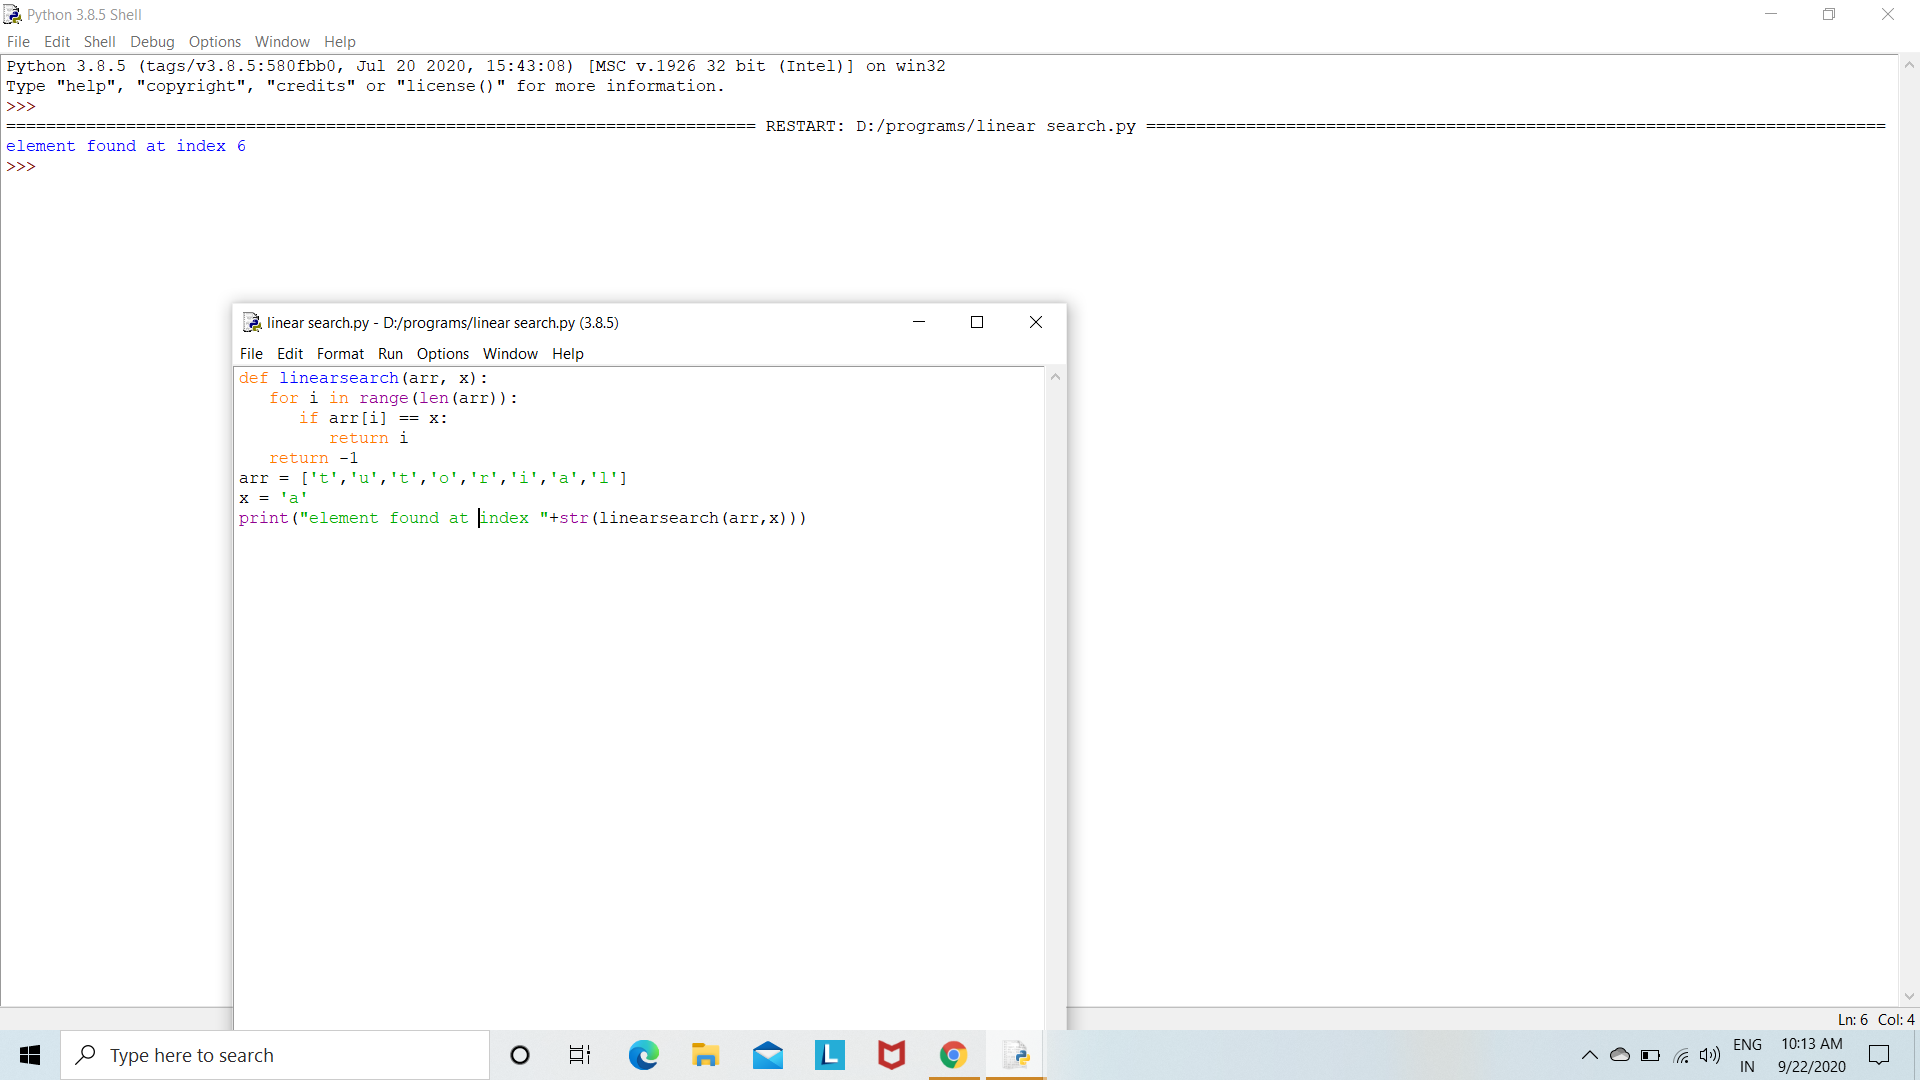 Python 3.8.5 Shell
File Edit Shell Debug Options Window Help
Python 3.8.5 (tags/v3.8.5:580fbb0, Jul 20 2020, 15:43:08) [MSC v.1926 32 bit (Intel)] on win32
Type "help", "copyright", "credits" or "license()" for more information.
>>>
=========================================================================== RESTART: D:/programs/linear search.py ==========================================================================
element found at index 6
>>>
linear search.py - D:/programs/linear search.py (3.8.5)
File Edit Format Run Options Window Help
def linearsearch(arr, x):
   for i in range(len(arr)):
      if arr[i] == x:
         return i
   return -1
arr = ['t','u','t','o','r','i','a','l']
x = 'a'
print("element found at index "+str(linearsearch(arr,x)))
Ln: 6 Col: 4
Type here to search
L
ENG
IN
10:13 AM
9/22/2020